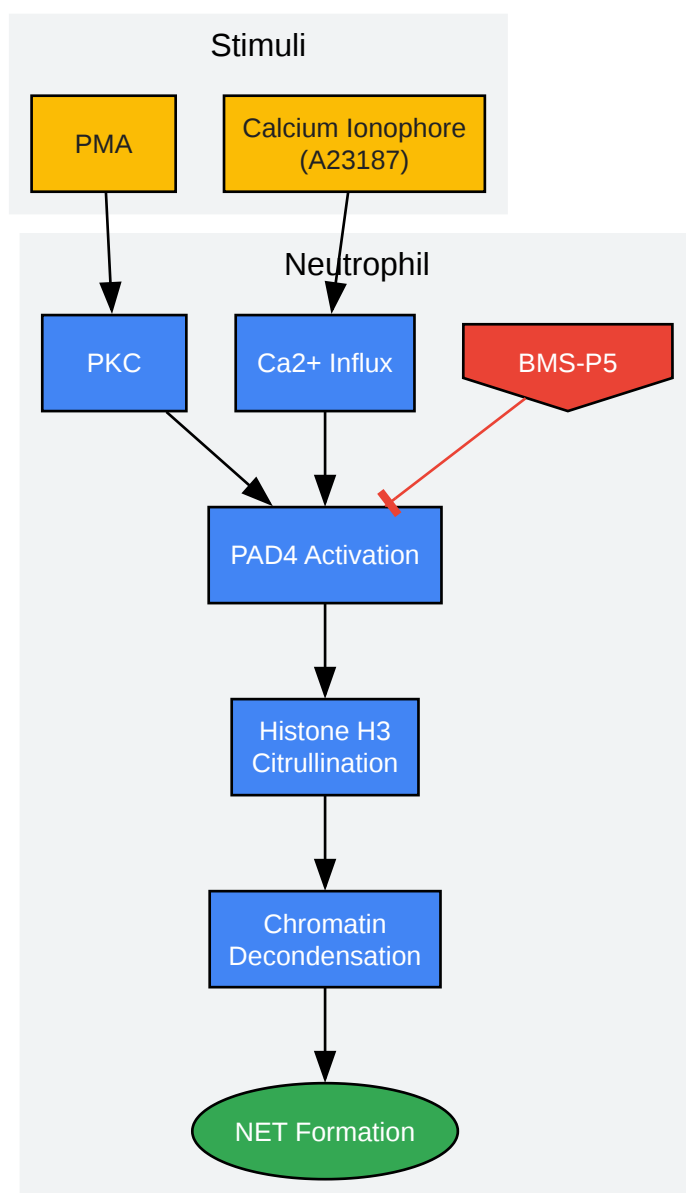 Stimuli
PMA
Calcium Ionophore
(A23187)
Neutrophil
PKC
Ca2+ Influx
BMS-P5
PAD4 Activation
Histone H3
Citrullination
Chromatin
Decondensation
NET Formation